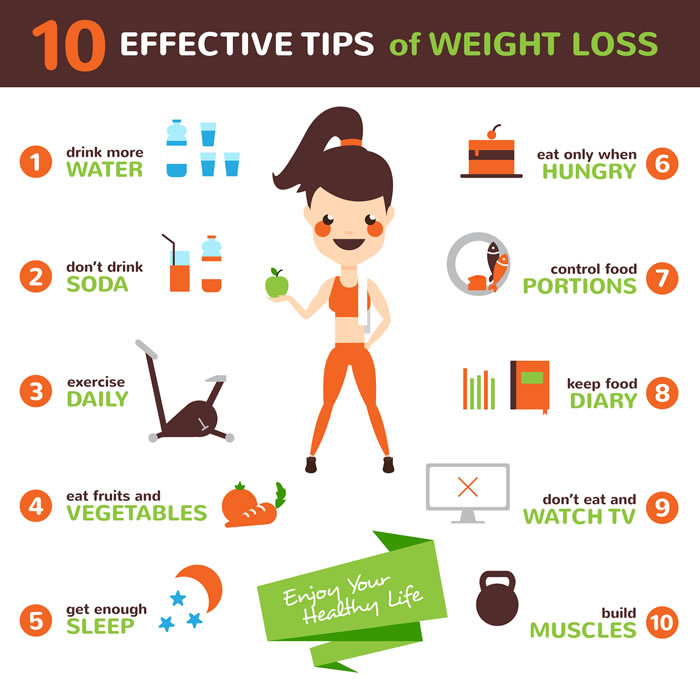 10 EFFECTIVE TIPS of WEIGHT LOSS
1
drink more
WATER
2
don't drink
SODA
3
exercise
DAILY
4
eat fruits and
VEGETABLES
5
get enough
SLEEP
eat only when
HUNGRY
6
control food
PORTIONS
7
keep food
DIARY
8
don't eat and
WATCH TV
9
build
MUSCLES
10
Enjoy Your
Healthy Life